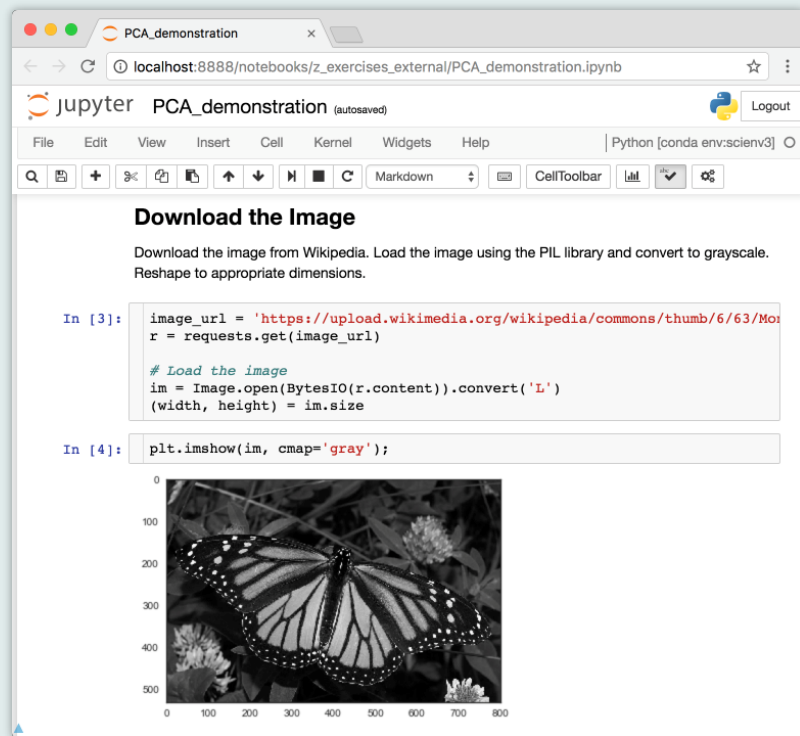 PCA_demonstration
localhost:8888/notebooks/z_exercises_external/PCA_demonstration.ipynb
jupyter PCA_demonstration (autosaved) Logout
File Edit View Insert Cell Kernel Widgets Help Python [conda env:scienv3]
Markdown CellToolbar
Download the Image
Download the image from Wikipedia. Load the image using the PIL library and convert to grayscale.
Reshape to appropriate dimensions.
In [3]: image_url = 'https://upload.wikimedia.org/wikipedia/commons/thumb/6/63/Mon
r = requests.get(image_url)
# Load the image
im = Image.open(BytesIO(r.content)).convert('L')
(width, height) = im.size
In [4]: plt.imshow(im, cmap='gray');
0
100
200
300
400
500
0 100 200 300 400 500 600 700 800